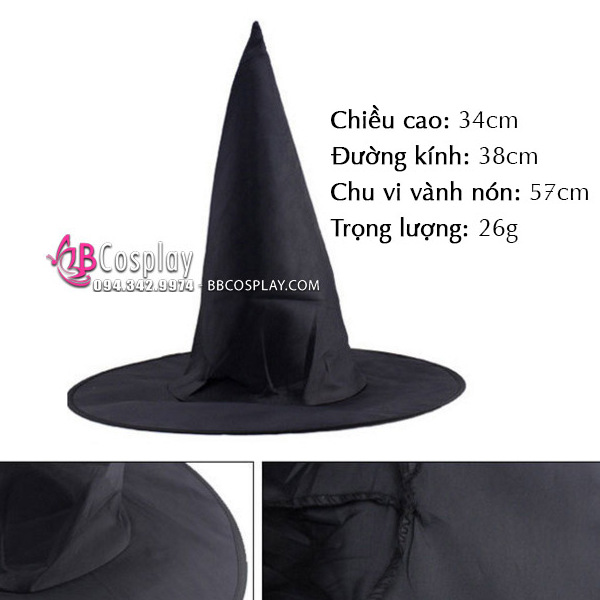 Chiều cao: 34cm
Đường kính: 38cm
Chu vi vành nón: 57cm
Trọng lượng: 26g
BBCosplay
094.342.9974 - BBCOSPLAY.COM